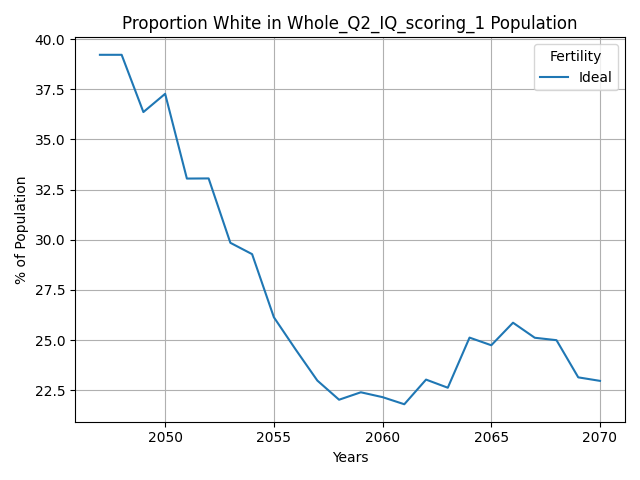 Proportion White in Whole_Q2_IQ_scoring_1 Population
40.0
37.5
35.0
32.5
30.0
27.5
25.0
22.5
% of Population
Fertility
Ideal
2050 2055 2060 2065 2070
Years